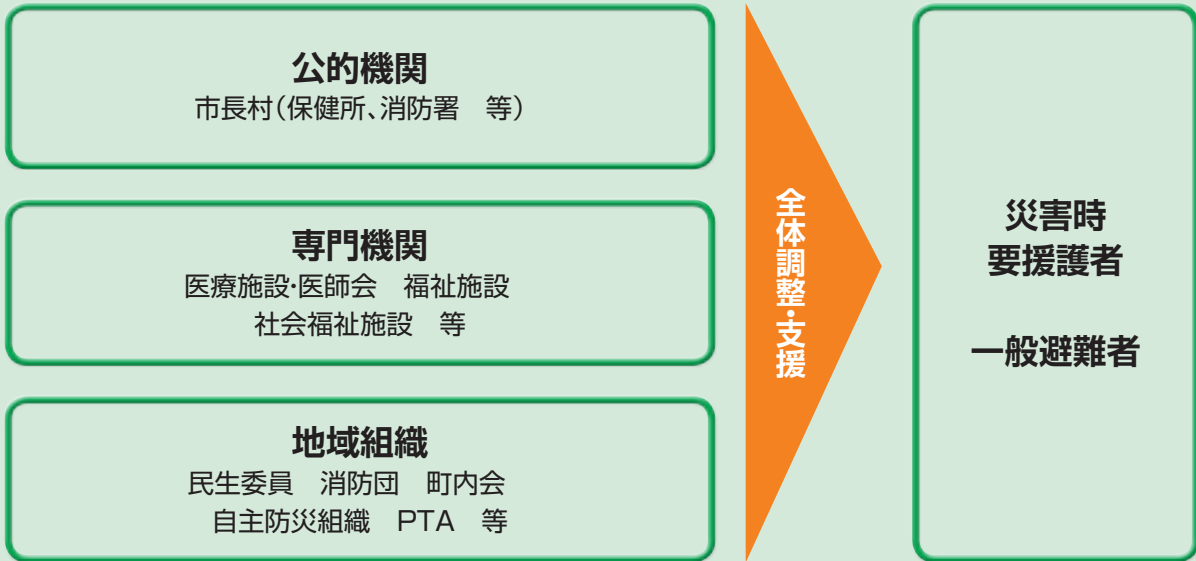 公的機関
市長村(保健所、消防署　等)
専門機関
医療施設・医師会　福祉施設
社会福祉施設　等
地域組織
民生委員　消防団　町内会
自主防災組織　PTA　等
全体調整・支援
災害時
要援護者
一般避難者